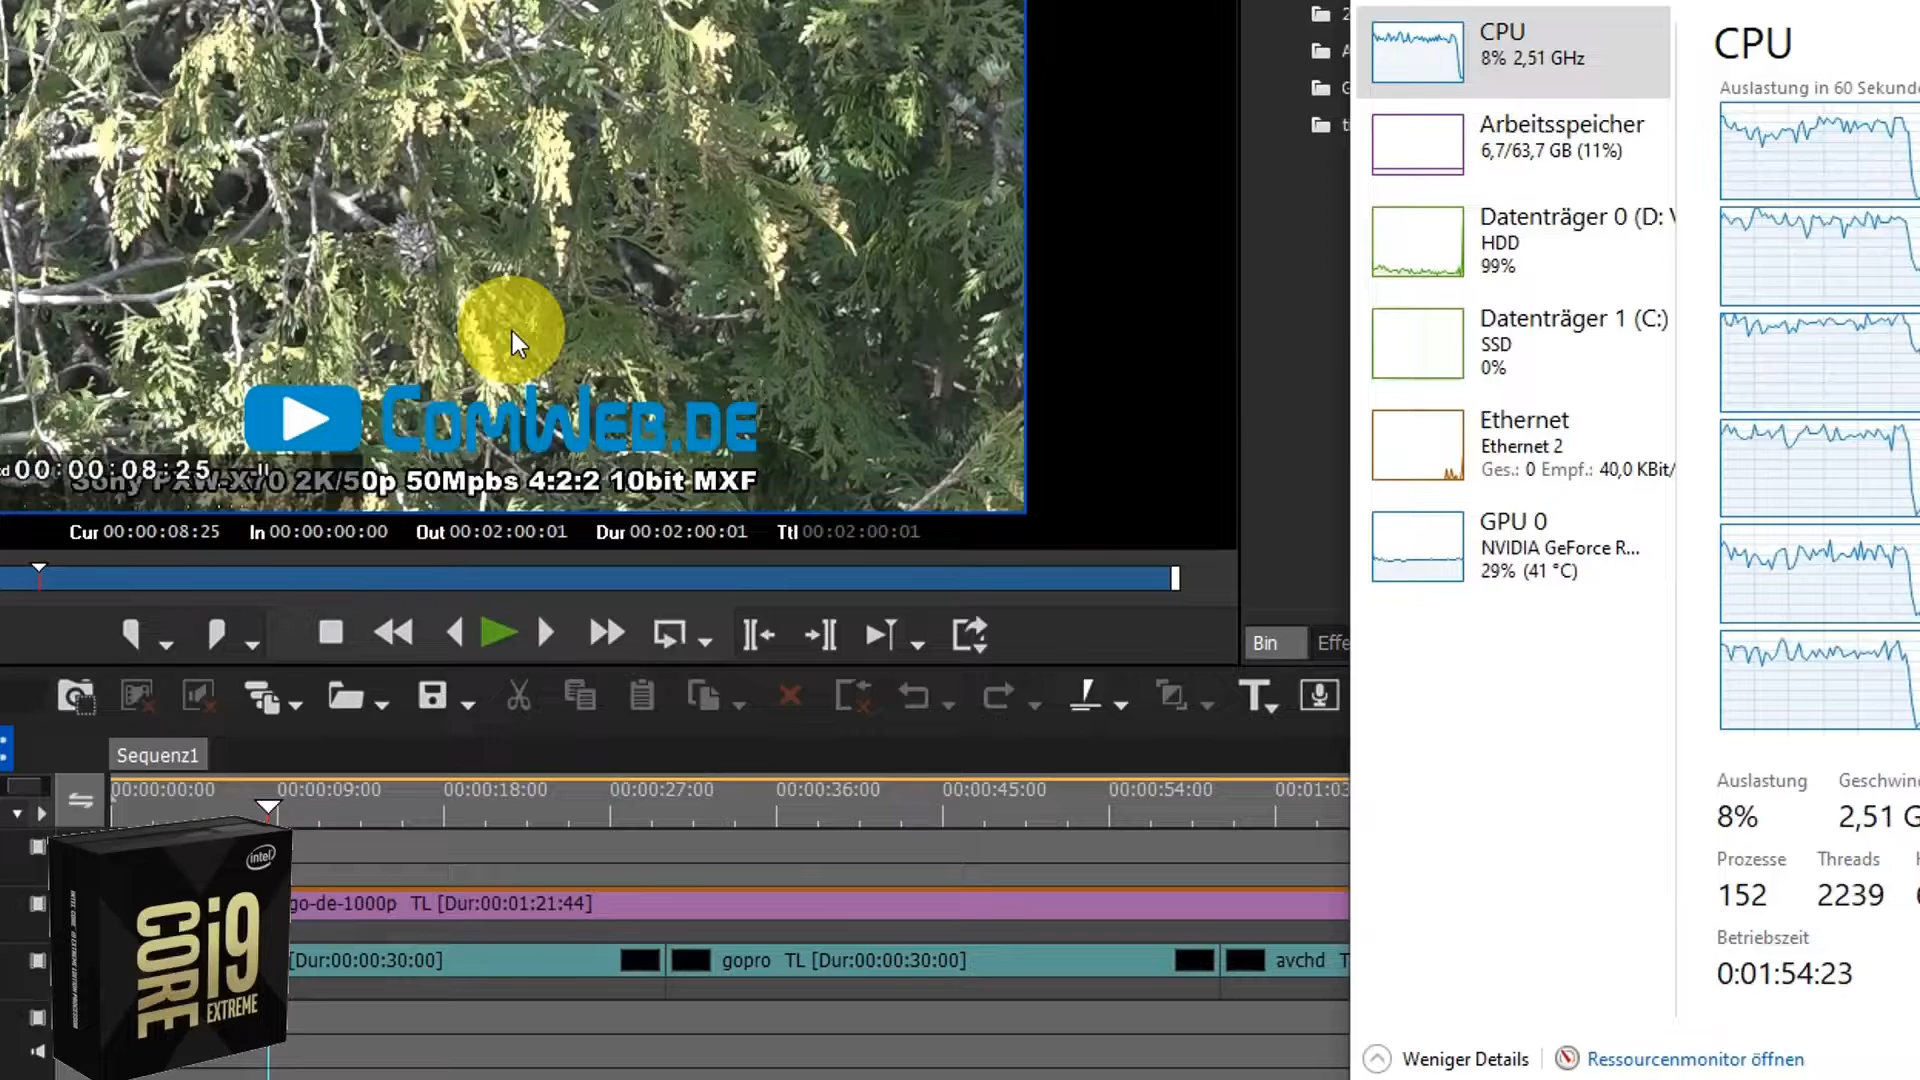 COMWEB.DE
00:00:08:25
Sony PXW-X70 2K/50p 50Mpbs 4:2:2 10bit MXF
Cur 00:00:08:25 In 00:00:00:00 Out 00:02:00:01 Dur 00:02:00:01 Ttl 00:02:00:01
Bin
Effe
Sequenz1
00:00:00:00 00:00:09:00 00:00:18:00 00:00:27:00 00:00:36:00 00:00:45:00 00:00:54:00 00:01:03
go-de-1000p TL [Dur:00:01:21:44]
[Dur:00:00:30:00] gopro TL [Dur:00:00:30:00] avchd T
intel
CORE i9
EXTREME
CPU
8% 2,51 GHz
Arbeitsspeicher
6,7/63,7 GB (11%)
Datenträger 0 (D: V
HDD
99%
Datenträger 1 (C:)
SSD
0%
Ethernet
Ethernet 2
Ges.: 0 Empf.: 40,0 KBit/
GPU 0
NVIDIA GeForce R...
29% (41 °C)
CPU
Auslastung in 60 Sekunde
Auslastung Geschwin
8% 2,51 G
Prozesse Threads
152 2239
Betriebszeit
0:01:54:23
Weniger Details
Ressourcenmonitor öffnen